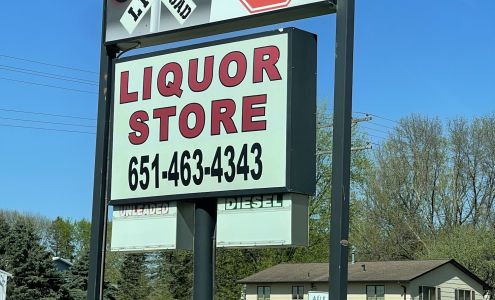 LIQUOR
STORE
651-463-4343
UNLEADED DIESEL